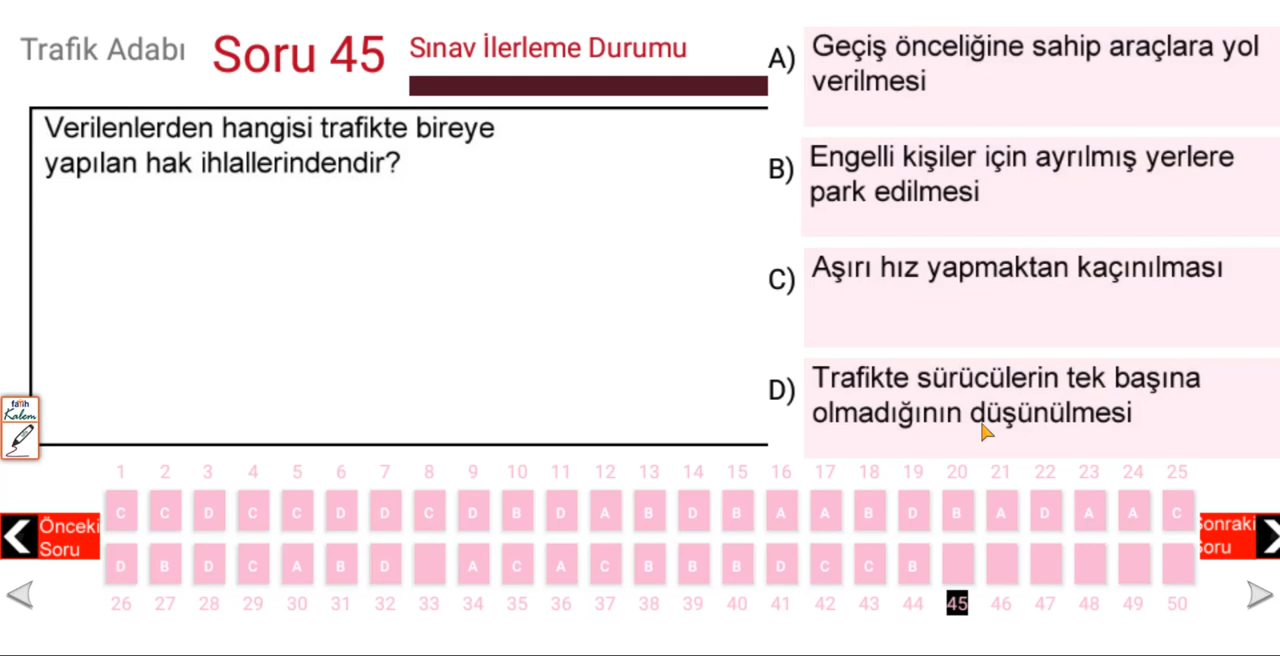 Trafik Adabı
Soru 45
Sınav İlerleme Durumu
Verilenlerden hangisi trafikte bireye
yapılan hak ihlallerindendir?
A) Geçiş önceliğine sahip araçlara yol
verilmesi
B) Engelli kişiler için ayrılmış yerlere
park edilmesi
C) Aşırı hız yapmaktan kaçınılması
D) Trafikte sürücülerin tek başına
olmadığının düşünülmesi
fatih
Kalem
1 2 3 4 5 6 7 8 9 10 11 12 13 14 15 16 17 18 19 20 21 22 23 24 25
C C D C C D D C D B D A B D B A A B D B A D A A C
Önceki
Soru
Sonraki
Soru
D B D C A B D A C A C B B B D C C B
26 27 28 29 30 31 32 33 34 35 36 37 38 39 40 41 42 43 44 45 46 47 48 49 50